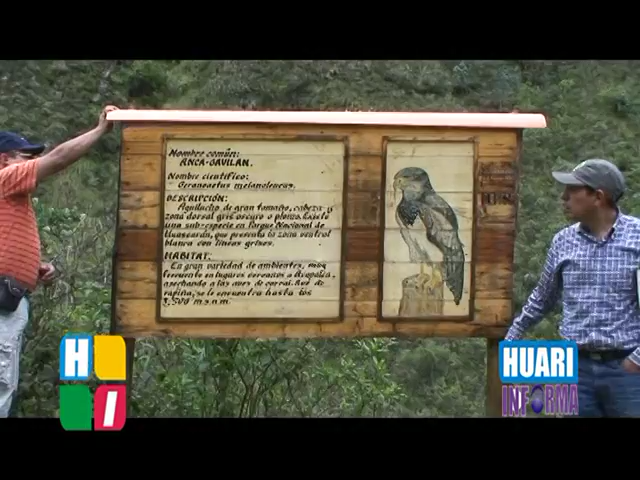 Nombre común:
ANCA-GAVILAN.
Nombre científico:
Geranoaetus melanoleucus.
DESCRIPCIÓN:
Aguilucho de gran tamaño, cabeza y
zona dorsal gris oscuro o plomo. Existe
una sub-especie en Parque Nacional de
Huascarán, que presenta la zona ventral
blanca con líneas grises.
HABITAT:
En gran variedad de ambientes, muy
frecuente en lugares cercanos a
asechando a las aves de corral. Ave de
rapiña, se le encuentra hasta los
3,500 m.s.n.m.
H
I
HUARI
INFORMA